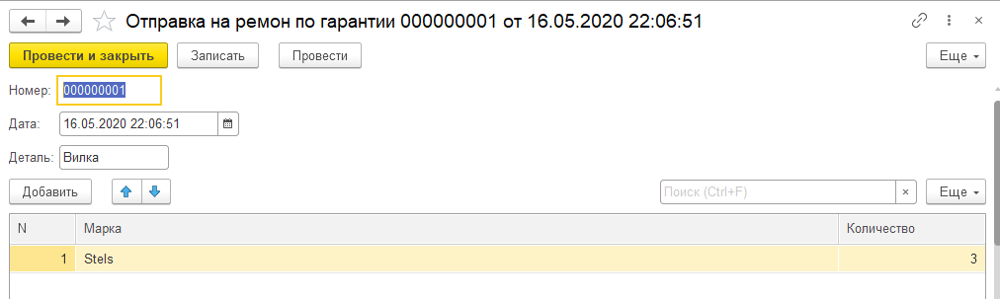 Отправка на ремон по гарантии 000000001 от 16.05.2020 22:06:51
Провести и закрыть Записать Провести Еще
Номер: 000000001
Дата: 16.05.2020 22:06:51
Деталь: Вилка
Добавить Поиск (Ctrl+F) × Еще
N Марка Количество
1 Stels 3